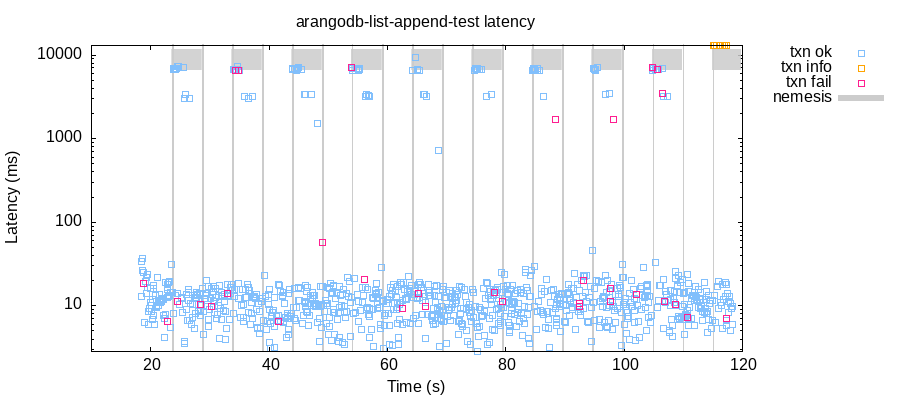 arangodb-list-append-test latency
Latency (ms)
10000
1000
100
10
20 40 60 80 100 120
Time (s)
txn ok
txn info
txn fail
nemesis